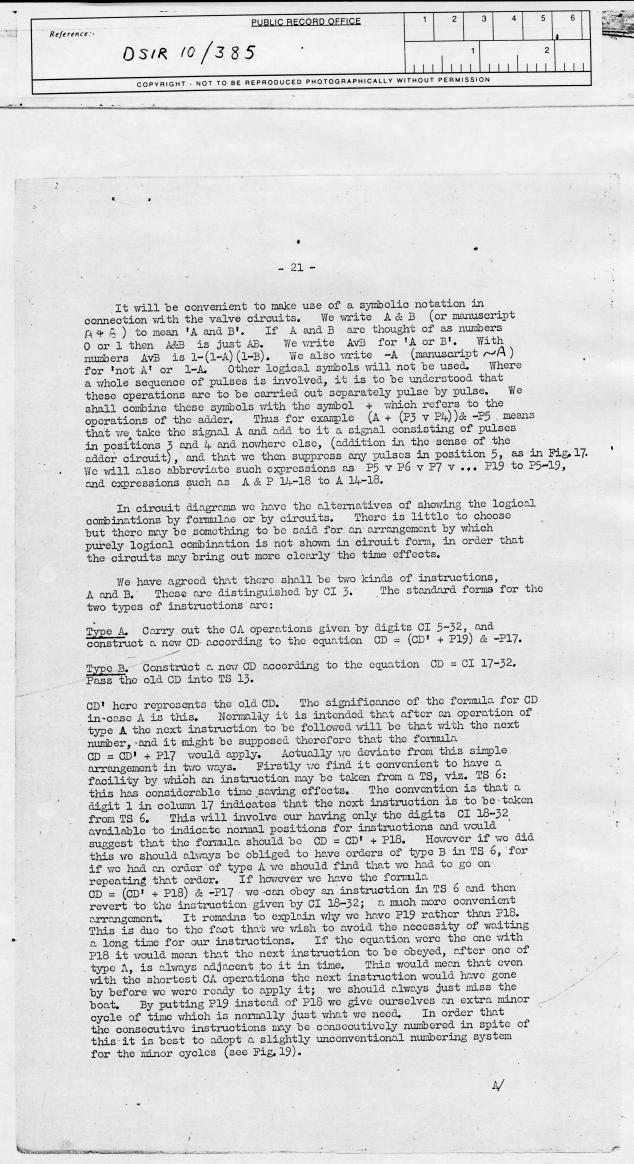 PUBLIC RECORD OFFICE
Reference:-
DSIR 10/385
1 2 3 4 5 6
1 2
COPYRIGHT - NOT TO BE REPRODUCED PHOTOGRAPHICALLY WITHOUT PERMISSION
- 21 -
It will be convenient to make use of a symbolic notation in
connection with the valve circuits. We write A & B (or manuscript
A & B ) to mean 'A and B'. If A and B are thought of as numbers
0 or 1 then A&B is just AB. We write AvB for 'A or B'. With
numbers AvB is 1-(1-A)(1-B). We also write -A (manuscript ~A)
for 'not A' or 1-A. Other logical symbols will not be used. Where
a whole sequence of pulses is involved, it is to be understood that
these operations are to be carried out separately pulse by pulse. We
shall combine these symbols with the symbol + which refers to the
operations of the adder. Thus for example (A + (P3 v P4))& -P5 means
that we take the signal A and add to it a signal consisting of pulses
in positions 3 and 4 and nowhere else, (addition in the sense of the
adder circuit), and that we then suppress any pulses in position 5, as in Fig.17.
We will also abbreviate such expressions as P5 v P6 v P7 v ... P19 to P5-19,
and expressions such as A & P 14-18 to A 14-18.
In circuit diagrams we have the alternatives of showing the logical
combinations by formulae or by circuits. There is little to choose
but there may be something to be said for an arrangement by which
purely logical combination is not shown in circuit form, in order that
the circuits may bring out more clearly the time effects.
We have agreed that there shall be two kinds of instructions,
A and B. These are distinguished by CI 3. The standard forms for the
two types of instructions are:
Type A. Carry out the CA operations given by digits CI 5-32, and
construct a new CD according to the equation CD = (CD' + P19) & -P17.
Type B. Construct a new CD according to the equation CD = CI 17-32.
Pass the old CD into TS 13.
CD' here represents the old CD. The significance of the formula for CD
in case A is this. Normally it is intended that after an operation of
type A the next instruction to be followed will be that with the next
number, and it might be supposed therefore that the formula
CD = CD' + P17 would apply. Actually we deviate from this simple
arrangement in two ways. Firstly we find it convenient to have a
facility by which an instruction may be taken from a TS, viz. TS 6:
this has considerable time saving effects. The convention is that a
digit 1 in column 17 indicates that the next instruction is to be taken
from TS 6. This will involve our having only the digits CI 18-32
available to indicate normal positions for instructions and would
suggest that the formula should be CD = CD' + P18. However if we did
this we should always be obliged to have orders of type B in TS 6, for
if we had an order of type A we should find that we had to go on
repeating that order. If however we have the formula
CD = (CD' + P18) & -P17 we can obey an instruction in TS 6 and then
revert to the instruction given by CI 18-32; a much more convenient
arrangement. It remains to explain why we have P19 rather than P18.
This is due to the fact that we wish to avoid the necessity of waiting
a long time for our instructions. If the equation were the one with
P18 it would mean that the next instruction to be obeyed, after one of
type A, is always adjacent to it in time. This would mean that even
with the shortest CA operations the next instruction would have gone
by before we were ready to apply it; we should always just miss the
boat. By putting P19 instead of P18 we give ourselves an extra minor
cycle of time which is normally just what we need. In order that
the consecutive instructions may be consecutively numbered in spite of
this it is best to adopt a slightly unconventional numbering system
for the minor cycles (see Fig.19).
A/